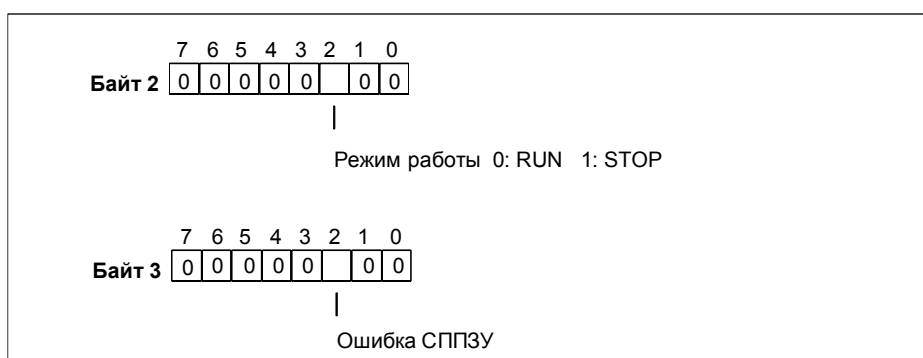 7 6 5 4 3 2 1 0
Байт 2 0 0 0 0 0 0 0
Режим работы 0: RUN 1: STOP
7 6 5 4 3 2 1 0
Байт 3 0 0 0 0 0 0 0
Ошибка СППЗУ